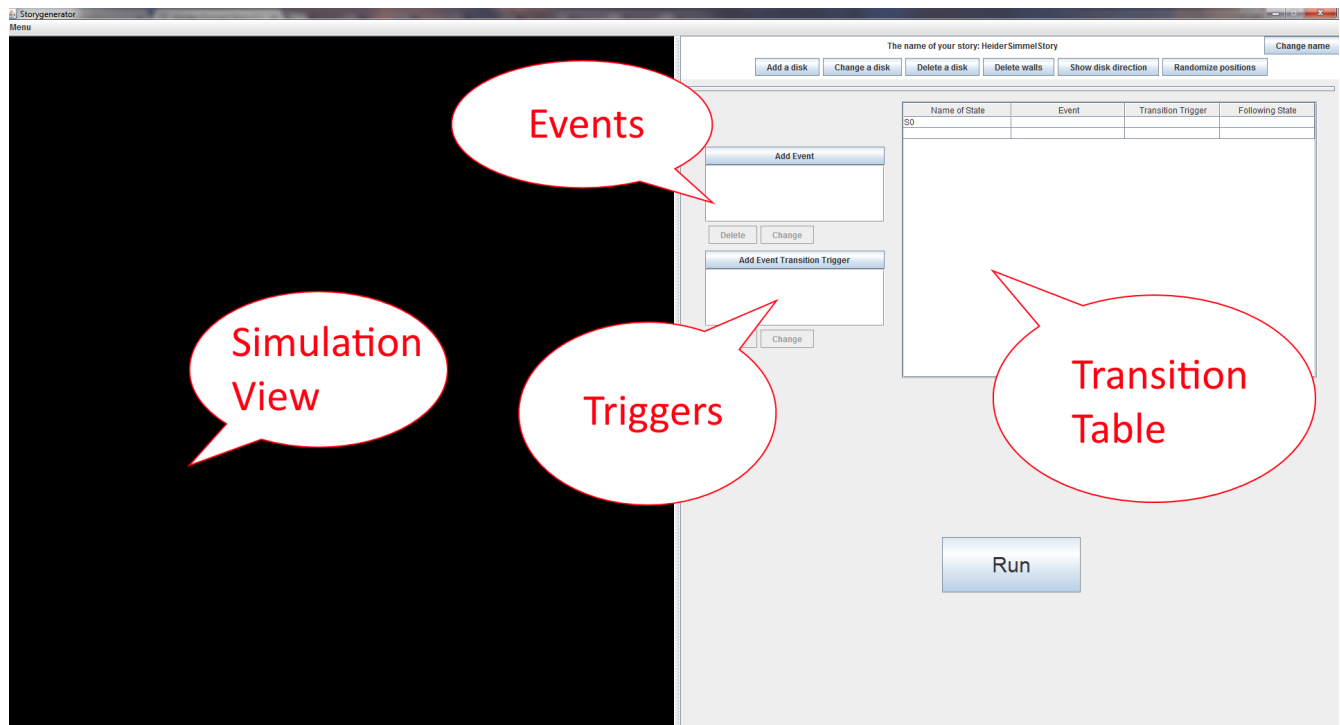 Storygenerator
Menu
The name of your story: HeiderSimmelStory
Change name
Add a disk Change a disk Delete a disk Delete walls Show disk direction Randomize positions
Name of State Event Transition Trigger Following State
S0
Events
Add Event
Delete Change
Add Event Transition Trigger
Change
Simulation
View
Triggers
Transition
Table
Run